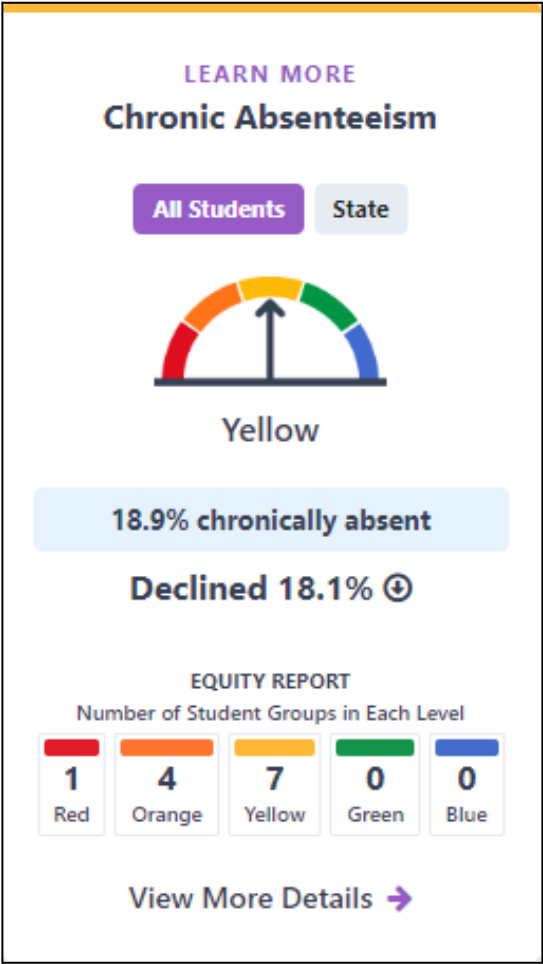 LEARN MORE
Chronic Absenteeism
All Students State
Yellow
18.9% chronically absent
Declined 18.1%
EQUITY REPORT
Number of Student Groups in Each Level
1 4 7 0 0
Red Orange Yellow Green Blue
View More Details